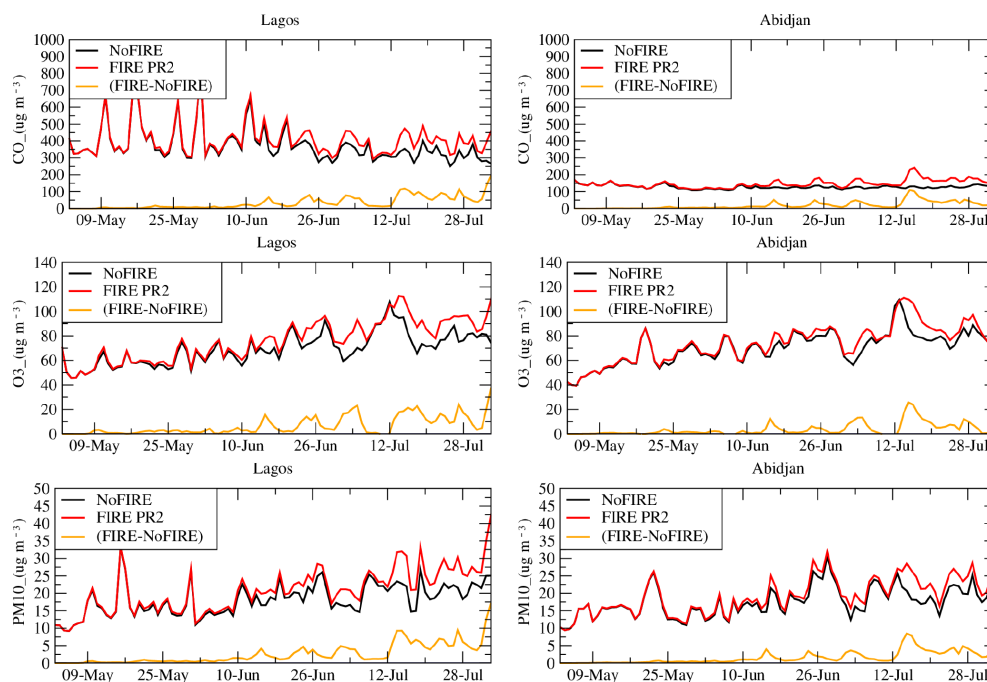 Lagos
1000
900
800
700
600
500
400
300
200
100
0
CO_(ug m⁻³)
NoFIRE
FIRE PR2
(FIRE-NoFIRE)
09-May 25-May 10-Jun 26-Jun 12-Jul 28-Jul
Abidjan
1000
900
800
700
600
500
400
300
200
100
0
CO_(ug m⁻³)
NoFIRE
FIRE PR2
(FIRE-NoFIRE)
09-May 25-May 10-Jun 26-Jun 12-Jul 28-Jul
Lagos
140
120
100
80
60
40
20
0
O3_(ug m⁻³)
NoFIRE
FIRE PR2
(FIRE-NoFIRE)
09-May 25-May 10-Jun 26-Jun 12-Jul 28-Jul
Abidjan
140
120
100
80
60
40
20
0
O3_(ug m⁻³)
NoFIRE
FIRE PR2
(FIRE-NoFIRE)
09-May 25-May 10-Jun 26-Jun 12-Jul 28-Jul
Lagos
50
45
40
35
30
25
20
15
10
5
0
PM10_(ug m⁻³)
NoFIRE
FIRE PR2
(FIRE-NoFIRE)
09-May 25-May 10-Jun 26-Jun 12-Jul 28-Jul
Abidjan
50
45
40
35
30
25
20
15
10
5
0
PM10_(ug m⁻³)
NoFIRE
FIRE PR2
(FIRE-NoFIRE)
09-May 25-May 10-Jun 26-Jun 12-Jul 28-Jul